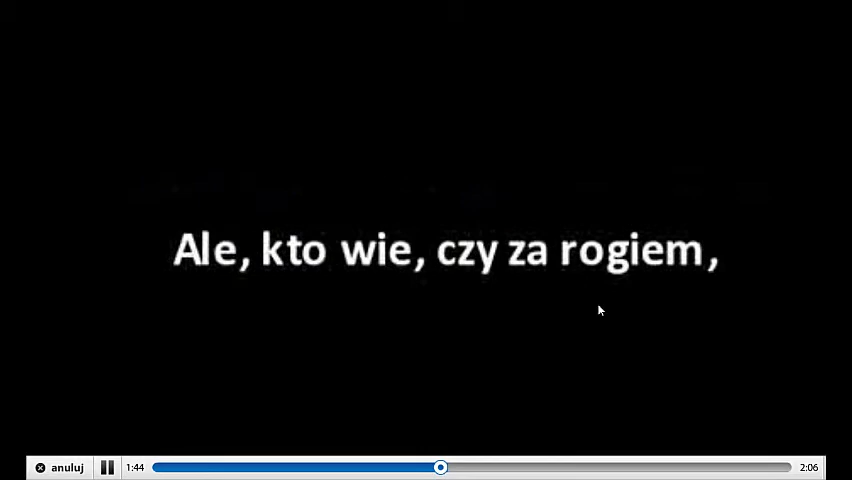 Ale, kto wie, czy za rogiem,
anuluj 1:44 2:06